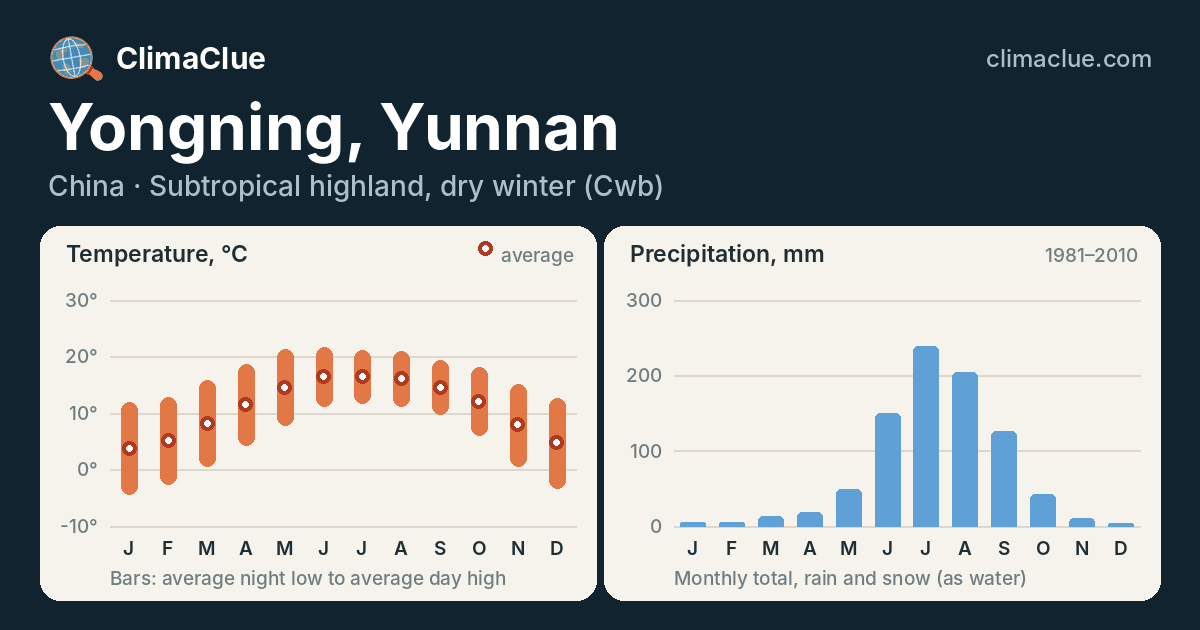 ClimaClue
climaclue.com
Yongning, Yunnan
China · Subtropical highland, dry winter (Cwb)
Temperature, °C
average
30°
20°
10°
0°
-10°
J F M A M J J A S O N D
Bars: average night low to average day high
Precipitation, mm
1981–2010
300
200
100
0
J F M A M J J A S O N D
Monthly total, rain and snow (as water)